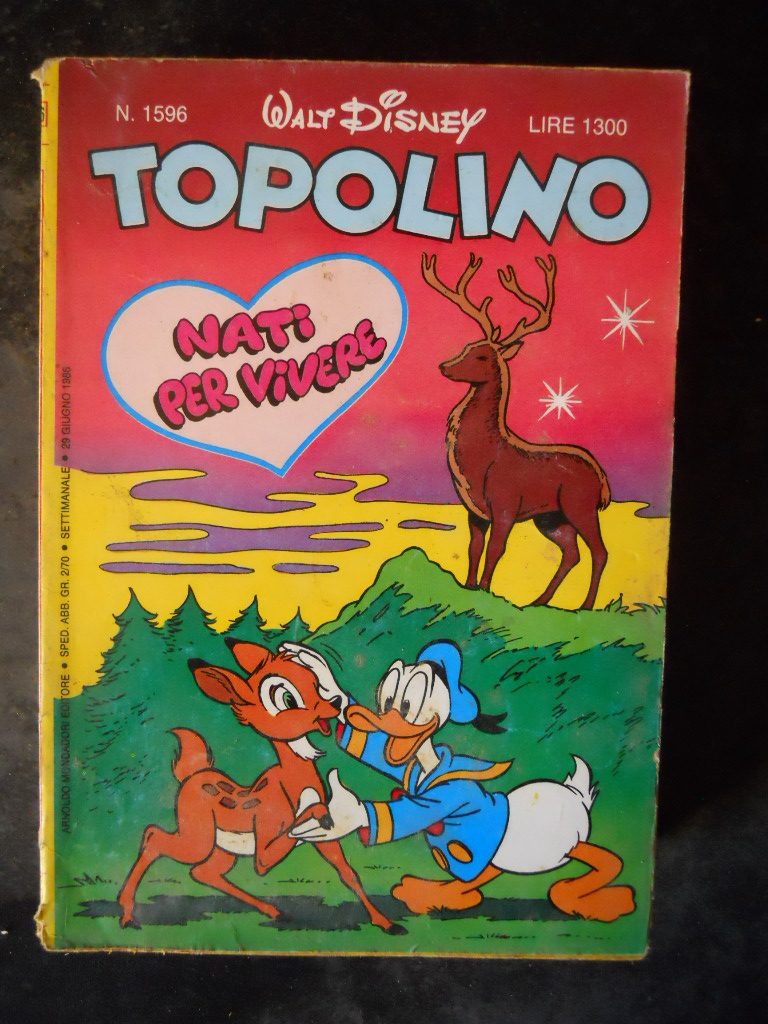 N. 1596
WALT DISNEY
LIRE 1300
TOPOLINO
NATI
PER VIVERE
ARNOLDO MONDADORI EDITORE • SPED. ABB. GR. 2/70 • SETTIMANALE • 29 GIUGNO 1986